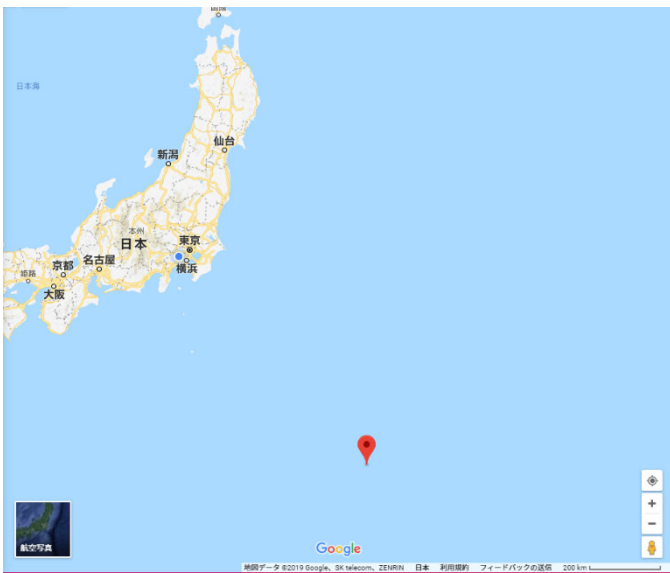 函館
日本海
仙台
新潟
本州
日本
東京
名古屋
京都
姫路
横浜
大阪
航空写真
Google
地図データ ©2019 Google、SK telecom、ZENRIN 日本 利用規約 フィードバックの送信 200 km